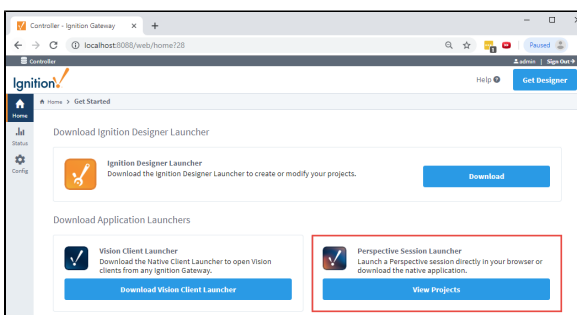 Controller - Ignition Gateway
localhost:8088/web/home?28
Paused
Controller
admin | Sign Out
Ignition!
Help
Get Designer
Home > Get Started
Home
Status
Config
Download Ignition Designer Launcher
Ignition Designer Launcher
Download the Ignition Designer Launcher to create or modify your projects.
Download
Download Application Launchers
Vision Client Launcher
Download the Native Client Launcher to open Vision
clients from any Ignition Gateway.
Download Vision Client Launcher
Perspective Session Launcher
Launch a Perspective session directly in your browser or
download the native application.
View Projects